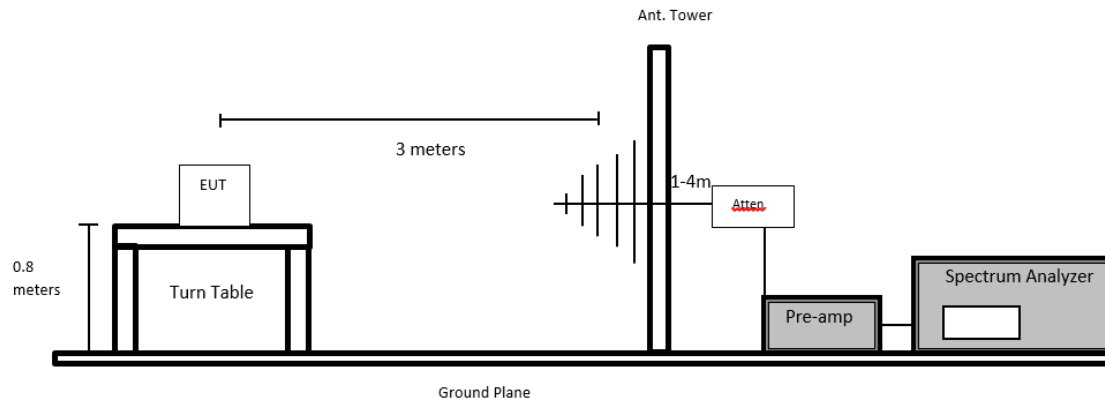 Ant. Tower
3 meters
EUT
1-4m
Atten
0.8
meters
Turn Table
Spectrum Analyzer
Pre-amp
Ground Plane